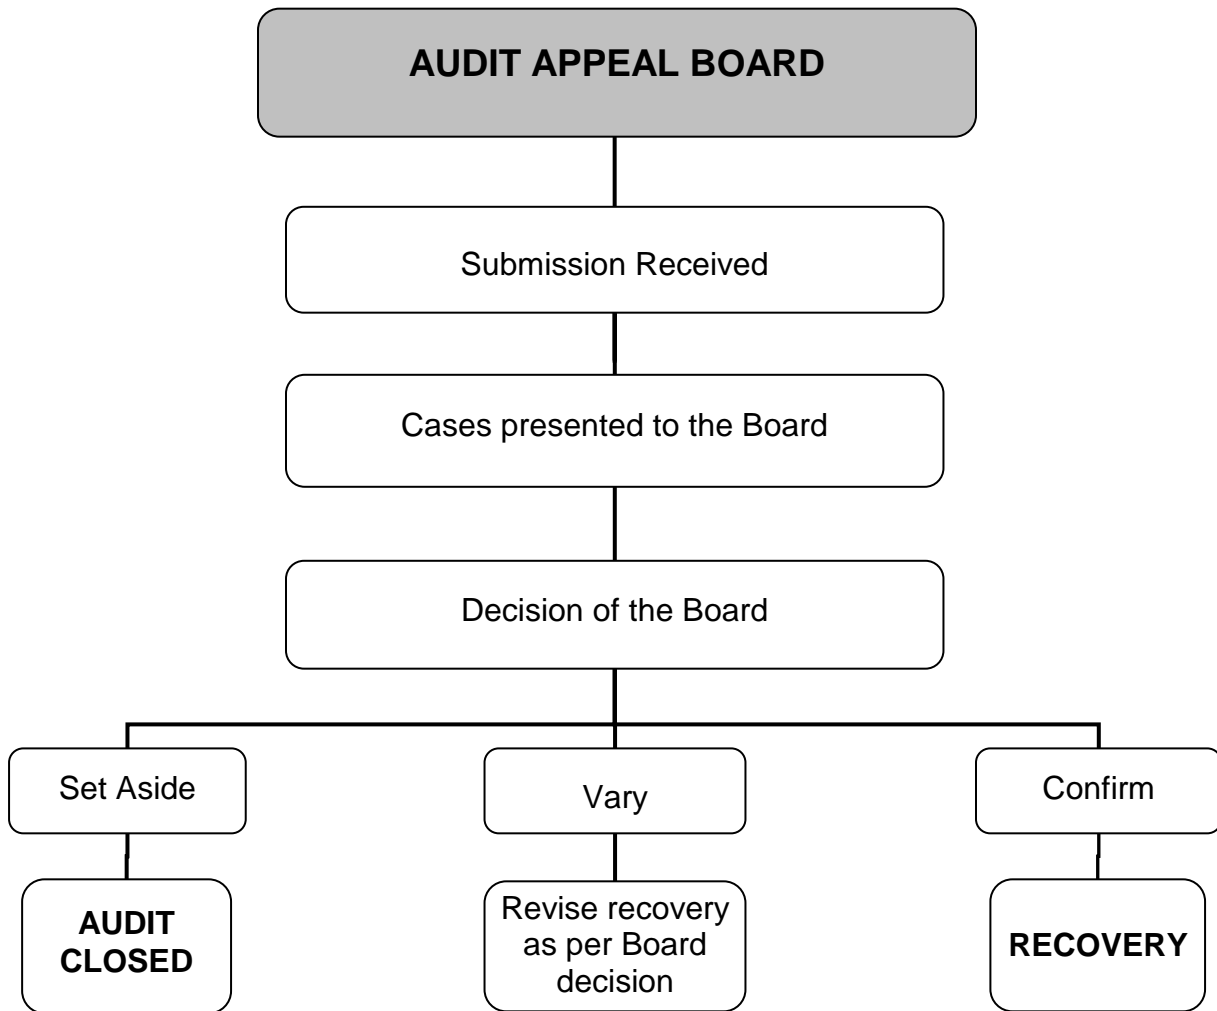 AUDIT APPEAL BOARD
Submission Received
Cases presented to the Board
Decision of the Board
Set Aside
Vary
Confirm
AUDIT
CLOSED
Revise recovery
as per Board
decision
RECOVERY